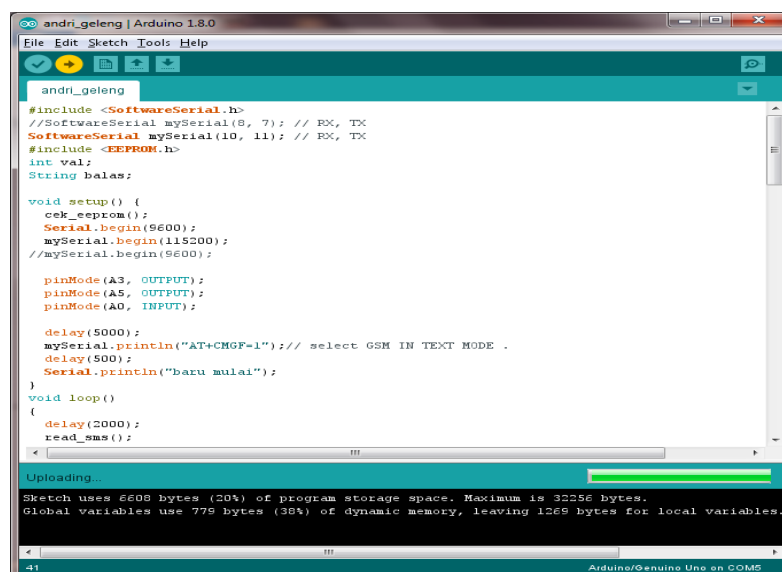 andri_geleng | Arduino 1.8.0
File Edit Sketch Tools Help
andri_geleng
#include <SoftwareSerial.h>
//SoftwareSerial mySerial(8, 7); // RX, TX
SoftwareSerial mySerial(10, 11); // RX, TX
#include <EEPROM.h>
int val;
String balas;
void setup() {
cek_eeprom();
Serial.begin(9600);
mySerial.begin(115200);
//mySerial.begin(9600);
pinMode(A3, OUTPUT);
pinMode(A5, OUTPUT);
pinMode(A0, INPUT);
delay(5000);
mySerial.println("AT+CMGF=1");// select GSM IN TEXT MODE .
delay(500);
Serial.println("baru mulai");
}
void loop()
{
delay(2000);
read_sms();
Uploading...
Sketch uses 6608 bytes (20%) of program storage space. Maximum is 32256 bytes.
Global variables use 779 bytes (38%) of dynamic memory, leaving 1269 bytes for local variables.
41 Arduino/Genuino Uno on COM5